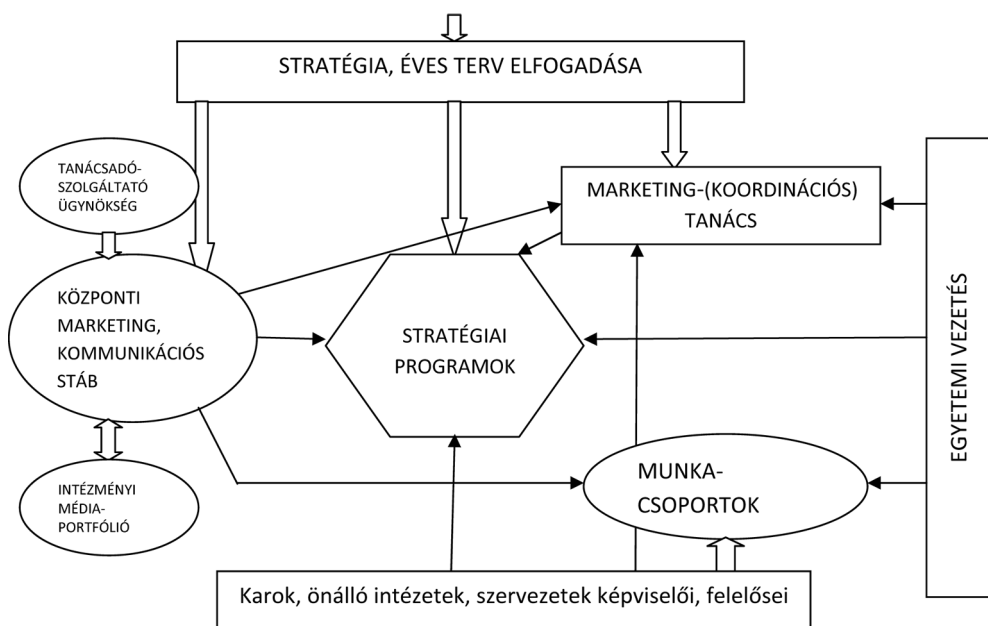 STRATÉGIA, ÉVES TERV ELFOGADÁSA
TANÁCSADÓ-
SZOLGÁLTATÓ
ÜGYNÖKSÉG
MARKETING-(KOORDINÁCIÓS)
TANÁCS
KÖZPONTI
MARKETING,
KOMMUNIKÁCIÓS
STÁB
STRATÉGIAI
PROGRAMOK
EGYETEMI VEZETÉS
INTÉZMÉNYI
MÉDIA-
PORTFÓLIÓ
MUNKA-
CSOPORTOK
Karok, önálló intézetek, szervezetek képviselői, felelősei